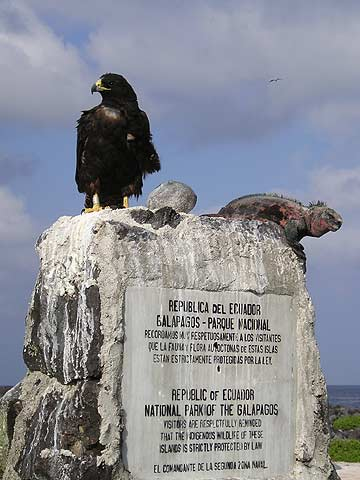 REPUBLICA DEL ECUADOR
GALAPAGOS - PARQUE NACIONAL
RECORDAMOS MUY RESPETUOSAMENTE A LOS VISITANTES
QUE LA FAUNA Y FLORA AUTOCTONAS DE ESTAS ISLAS
ESTAN ESTRICTAMENTE PROTEGIDAS POR LA LEY.
REPUBLIC OF ECUADOR
NATIONAL PARK OF THE GALAPAGOS
VISITORS ARE RESPECTFULLY REMINDED
THAT THE INDIGENOUS WILDLIFE OF THESE
ISLANDS IS STRICTLY PROTECTED BY LAW
EL COMANDANTE DE LA SEGUNDA ZONA NAVAL